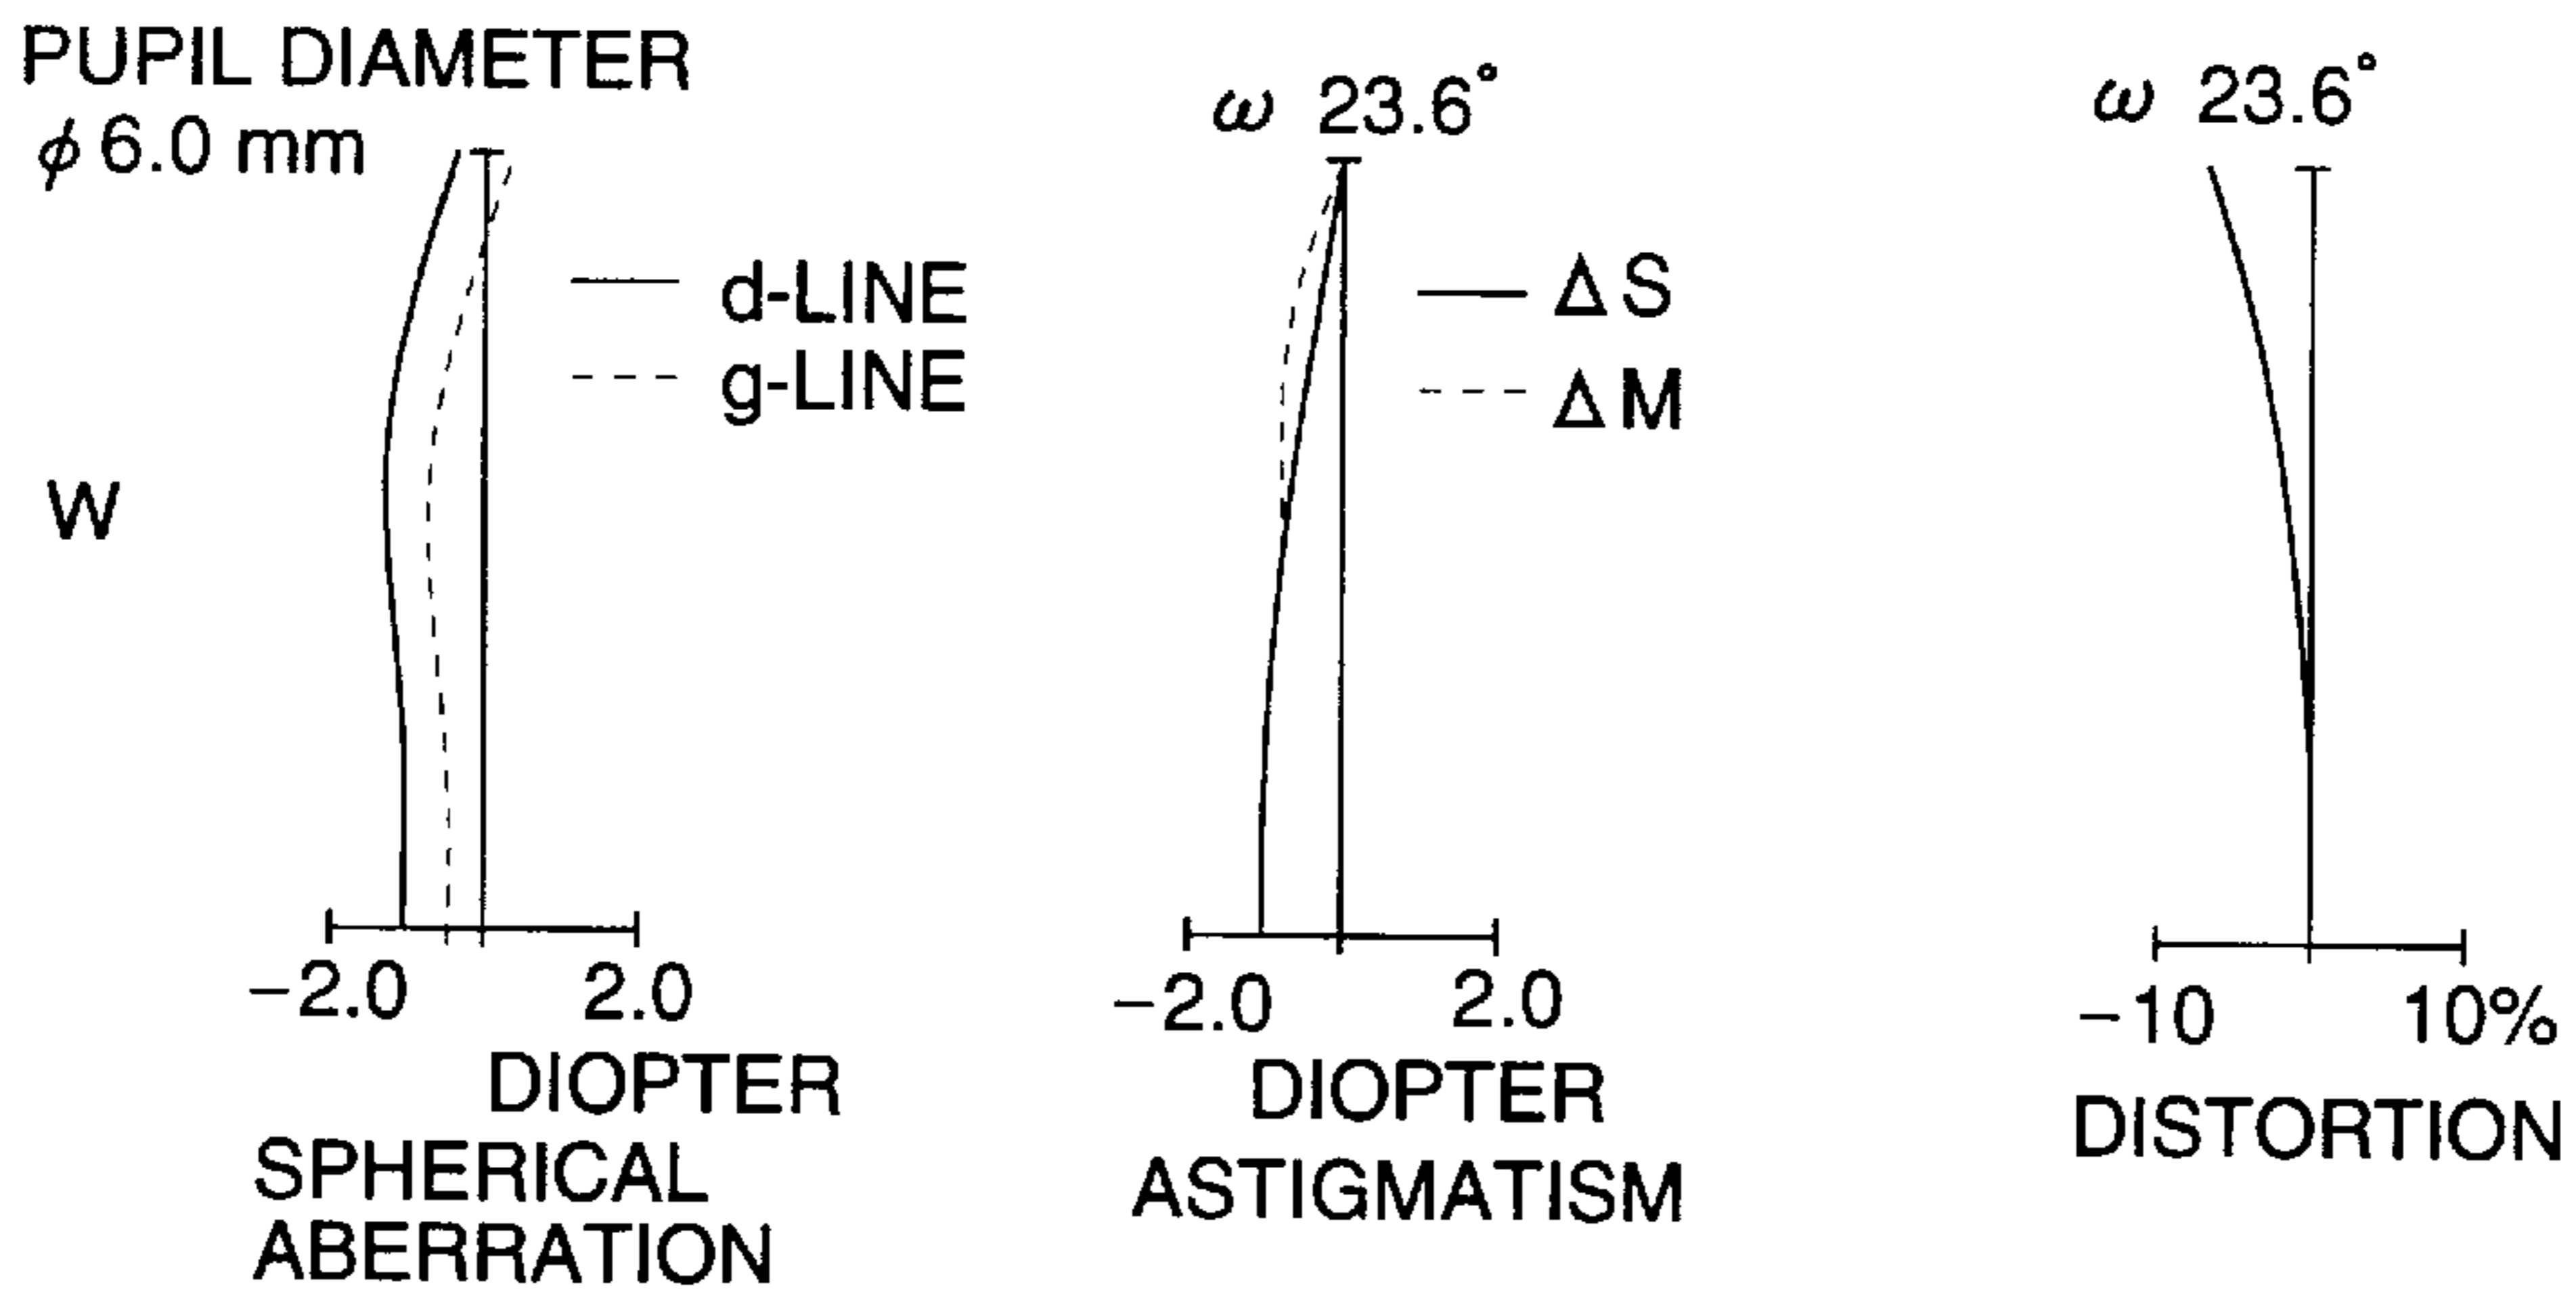 PUPIL DIAMETER
φ 6.0 mm
W
d-LINE
g-LINE
−2.0 2.0
DIOPTER
SPHERICAL
ABERRATION
ω 23.6°
ΔS
ΔM
−2.0 2.0
DIOPTER
ASTIGMATISM
ω 23.6°
−10 10%
DISTORTION